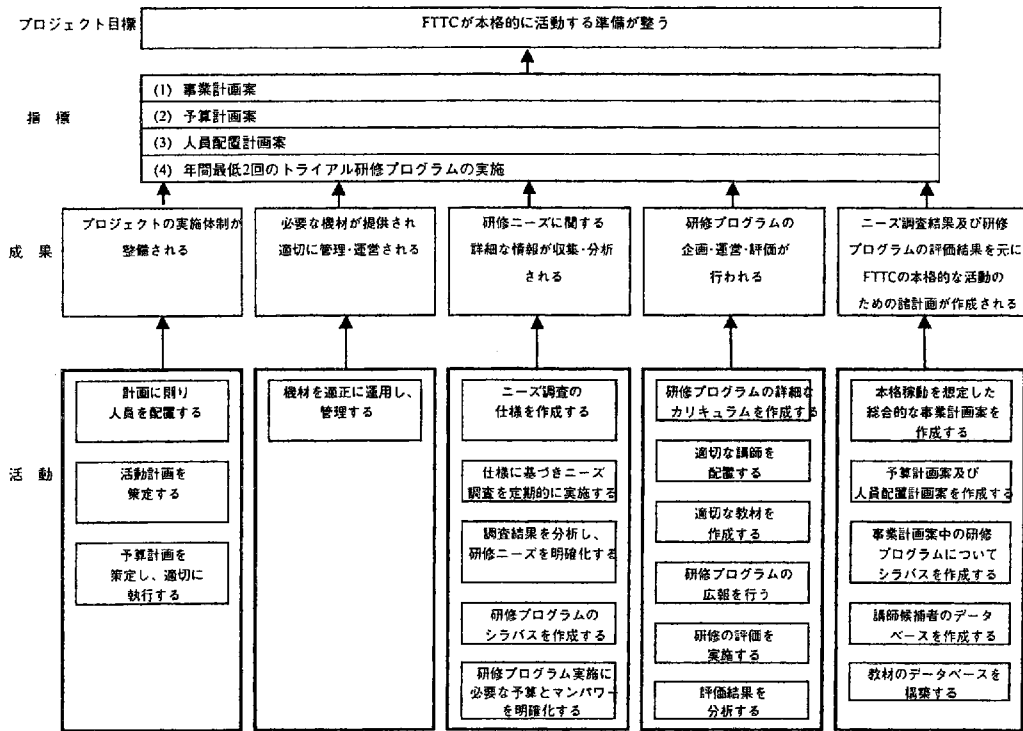 プロジェクト目標
FTTCが本格的に活動する準備が整う
指 標
(1) 事業計画案
(2) 予算計画案
(3) 人員配置計画案
(4) 年間最低2回のトライアル研修プログラムの実施
成 果
プロジェクトの実施体制が
整備される
必要な機材が提供され
適切に管理・運営される
研修ニーズに関する
詳細な情報が収集・分析
される
研修プログラムの
企画・運営・評価が
行われる
ニーズ調査結果及び研修
プログラムの評価結果を元に
FTTCの本格的な活動の
ための諸計画が作成される
活 動
計画に則り
人員を配置する
活動計画を
策定する
予算計画を
策定し、適切に
執行する
機材を適正に運用し、
管理する
ニーズ調査の
仕様を作成する
仕様に基づきニーズ
調査を定期的に実施する
調査結果を分析し、
研修ニーズを明確化する
研修プログラムの
シラバスを作成する
研修プログラム実施に
必要な予算とマンパワー
を明確化する
研修プログラムの詳細な
カリキュラムを作成する
適切な講師を
配置する
適切な教材を
作成する
研修プログラムの
広報を行う
研修の評価を
実施する
評価結果を
分析する
本格稼動を想定した
総合的な事業計画案を
作成する
予算計画案及び
人員配置計画案を作成する
事業計画案中の研修
プログラムについて
シラバスを作成する
講師候補者のデータ
ベースを作成する
教材のデータベースを
構築する